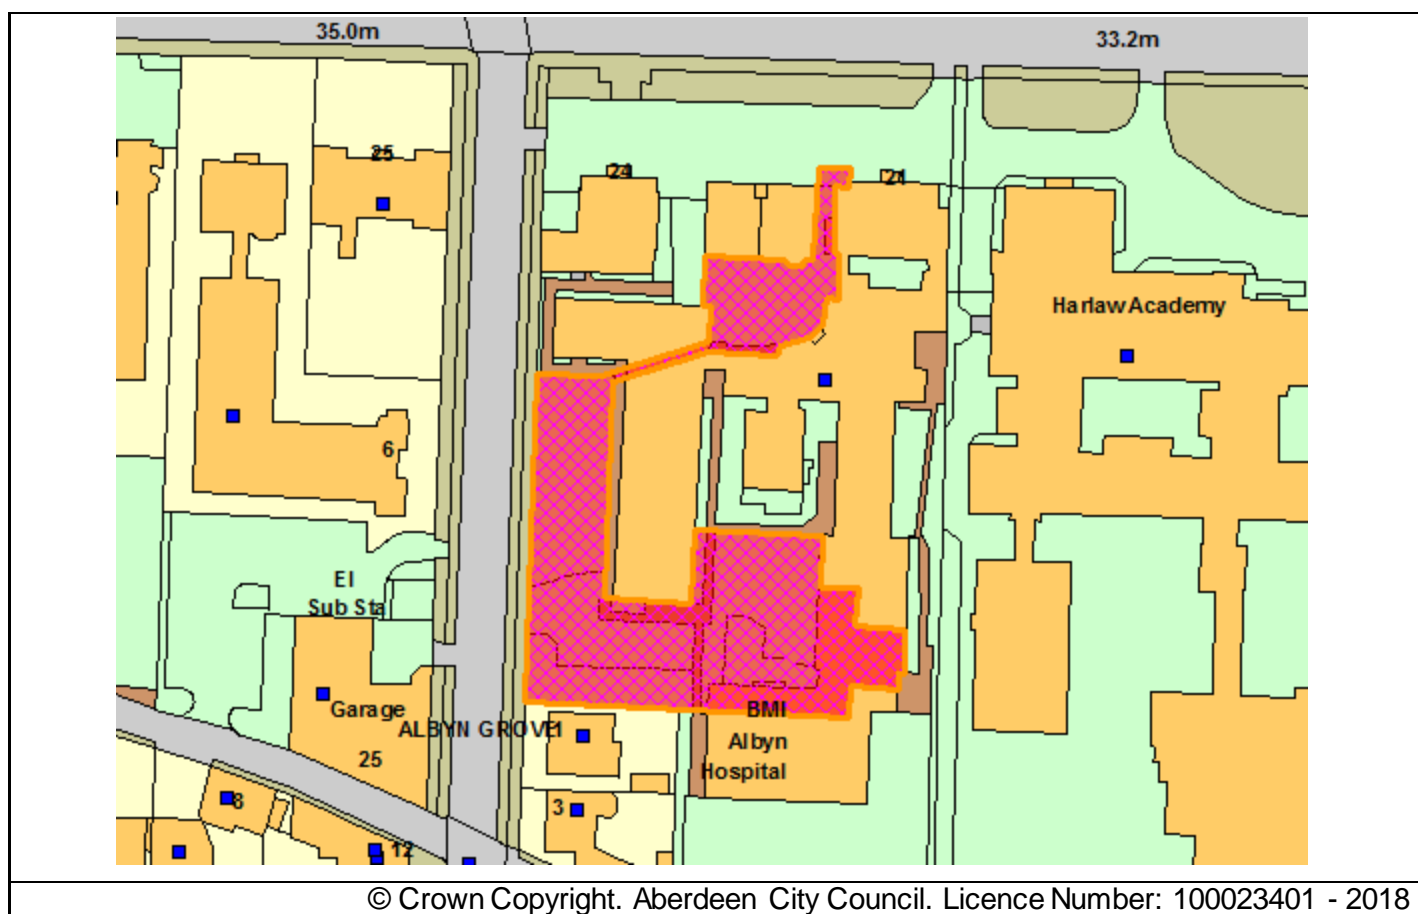 35.0m
33.2m
25
24
21
Harlaw Academy
6
El
Sub Sta
Garage
ALBYN GROVE
1
BMI
Albyn
Hospital
25
3
8
12
© Crown Copyright. Aberdeen City Council. Licence Number: 100023401 - 2018